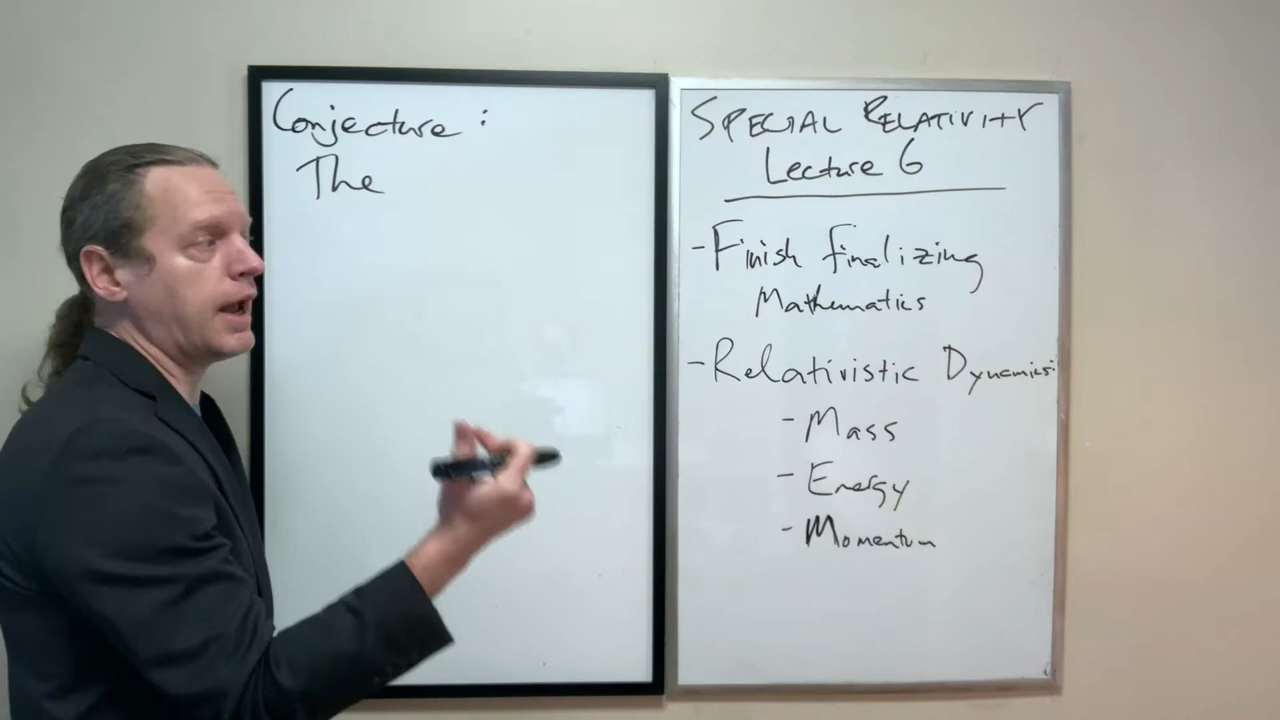 Conjecture:
The
SPECIAL RELATIVITY
Lecture 6
- Finish finalizing
Mathematics
- Relativistic Dynamics:
- Mass
- Energy
- Momentum